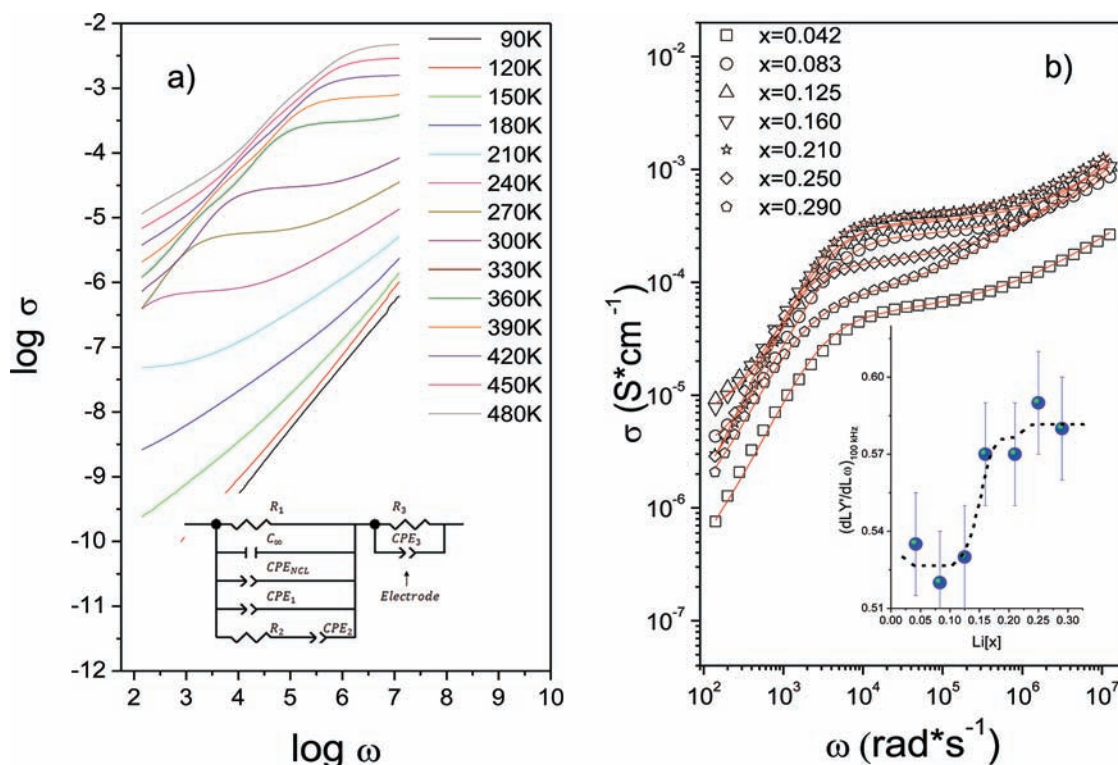 a)
log σ
-2
-3
-4
-5
-6
-7
-8
-9
-10
-11
-12
90K
120K
150K
180K
210K
240K
270K
300K
330K
360K
390K
420K
450K
480K
R₁
C∞
CPE_NCL
CPE₁
R₂ CPE₂
R₃
CPE₃
Electrode
2 3 4 5 6 7 8 9 10
log ω
b)
σ (S*cm⁻¹)
10⁻²
10⁻³
10⁻⁴
10⁻⁵
10⁻⁶
10⁻⁷
x=0.042
x=0.083
x=0.125
x=0.160
x=0.210
x=0.250
x=0.290
(dLY'/dLω)₁₀₀ kHz
0.60
0.57
0.54
0.51
0.00 0.05 0.10 0.15 0.20 0.25 0.30
Li[x]
10² 10³ 10⁴ 10⁵ 10⁶ 10⁷
ω (rad*s⁻¹)